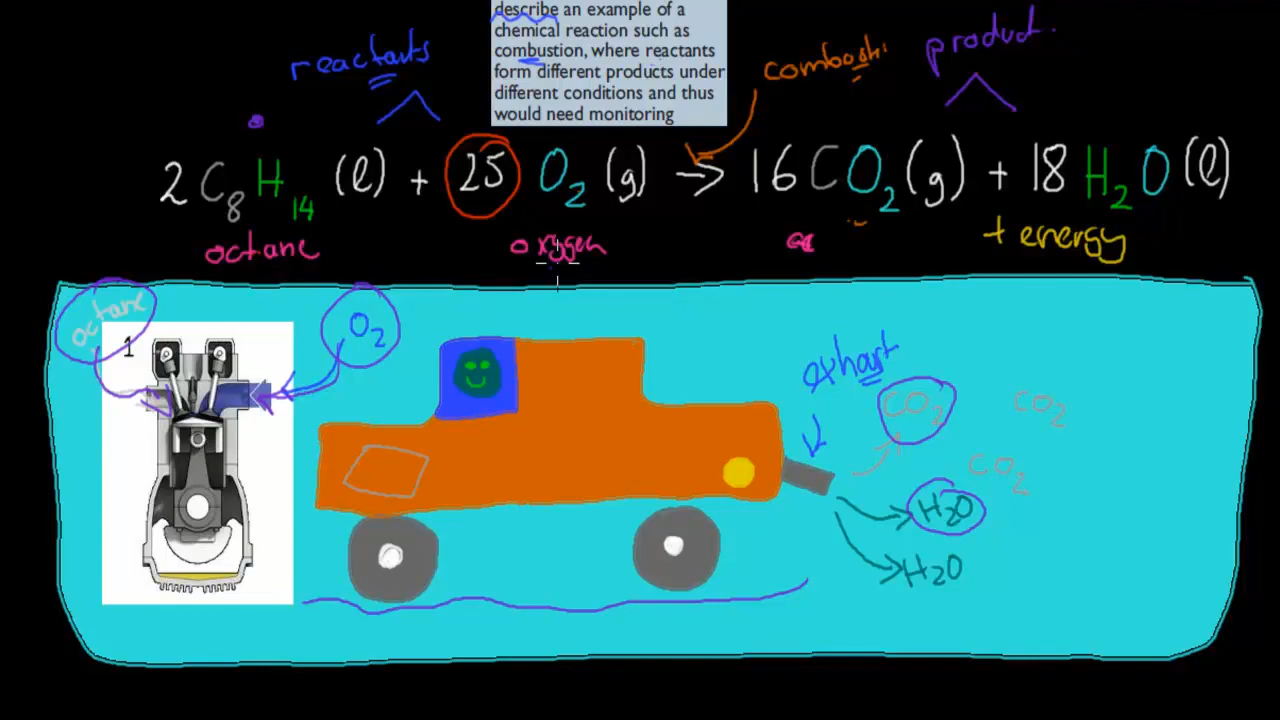 describe an example of a
chemical reaction such as
combustion, where reactants
form different products under
different conditions and thus
would need monitoring
reactants
product.
2 C8 H14 (l) + 25 O2 (g) → 16 CO2 (g) + 18 H2O (l)
octane
oxygen
+ energy
octane
1
O2
exhaust
CO2
CO2
CO2
H2O
H2O